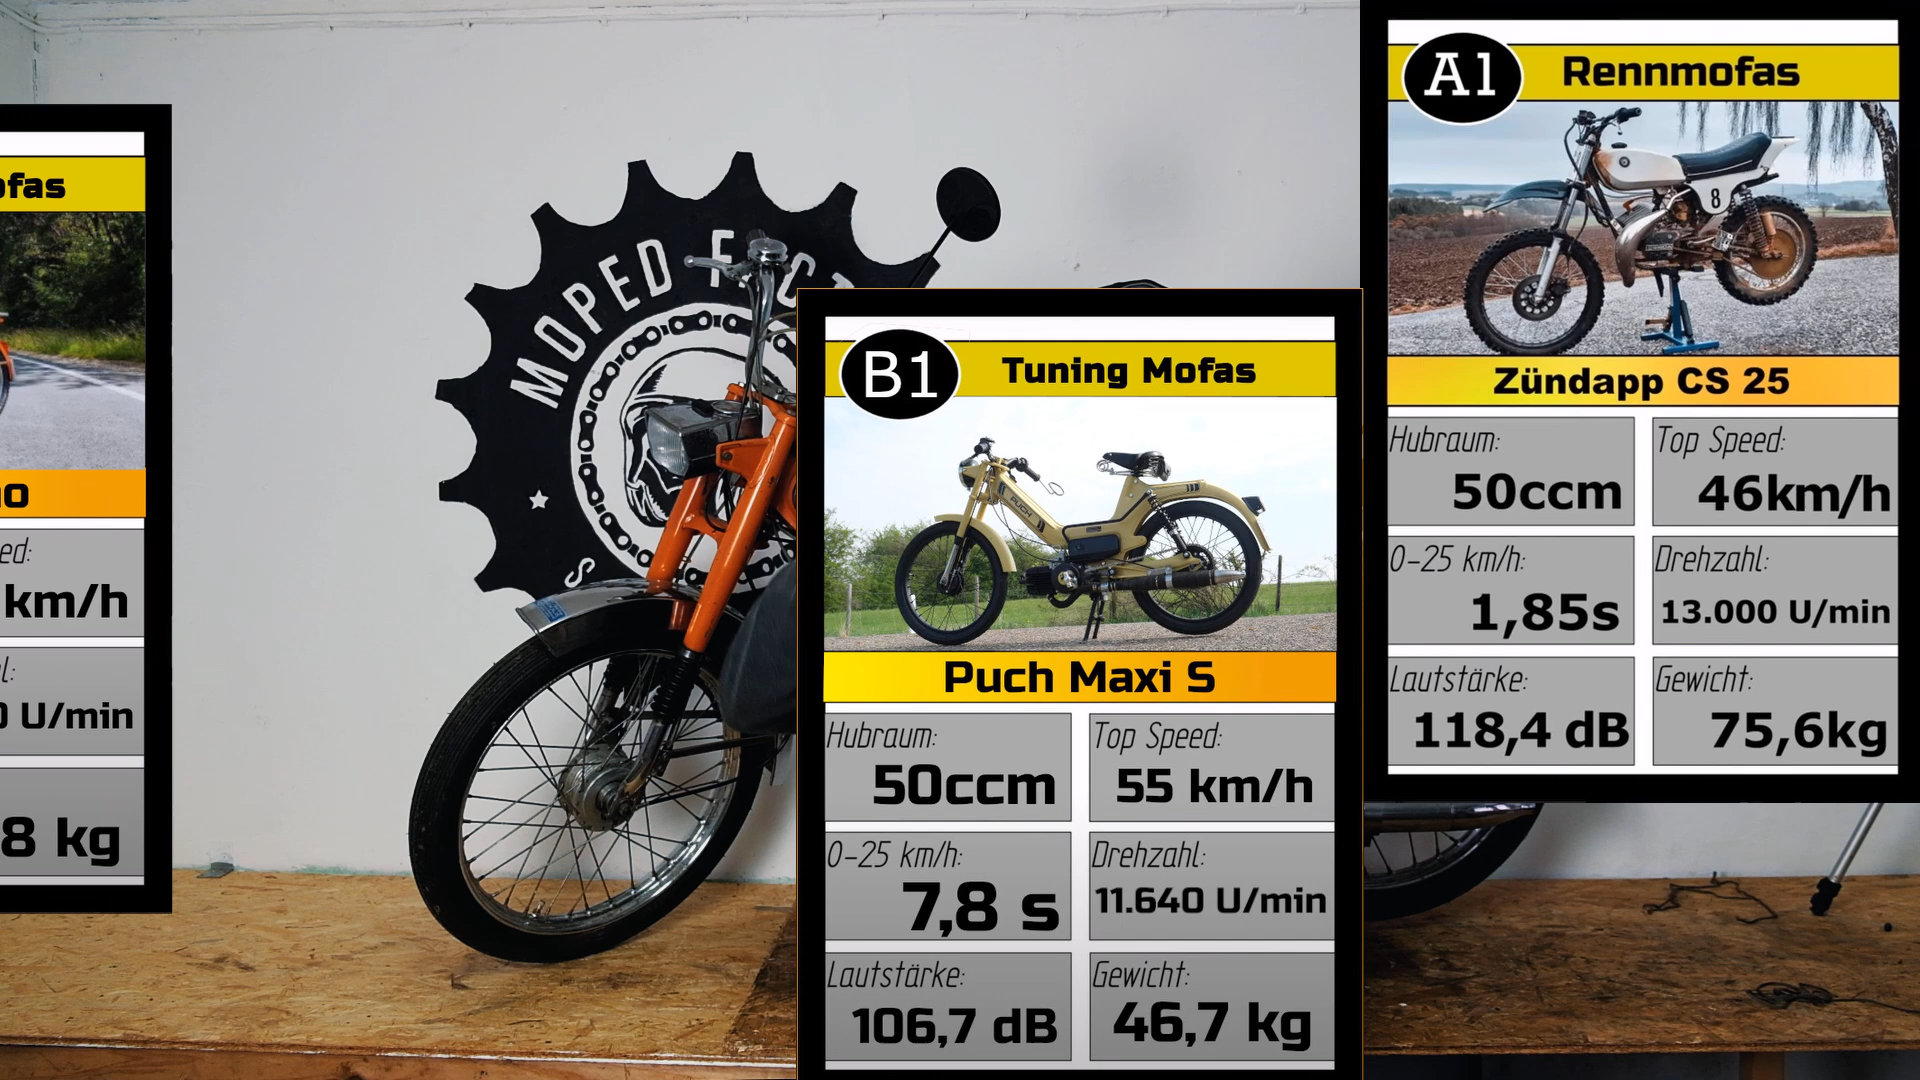 km/h
U/min
8 kg
MOPED
B1
Tuning Mofas
PUCH
Puch Maxi S
Hubraum:
50ccm
Top Speed:
55 km/h
0-25 km/h:
7,8 s
Drehzahl:
11.640 U/min
Lautstärke:
106,7 dB
Gewicht:
46,7 kg
A1
Rennmofas
8
Zündapp CS 25
Hubraum:
50ccm
Top Speed:
46km/h
0-25 km/h:
1,85s
Drehzahl:
13.000 U/min
Lautstärke:
118,4 dB
Gewicht:
75,6kg